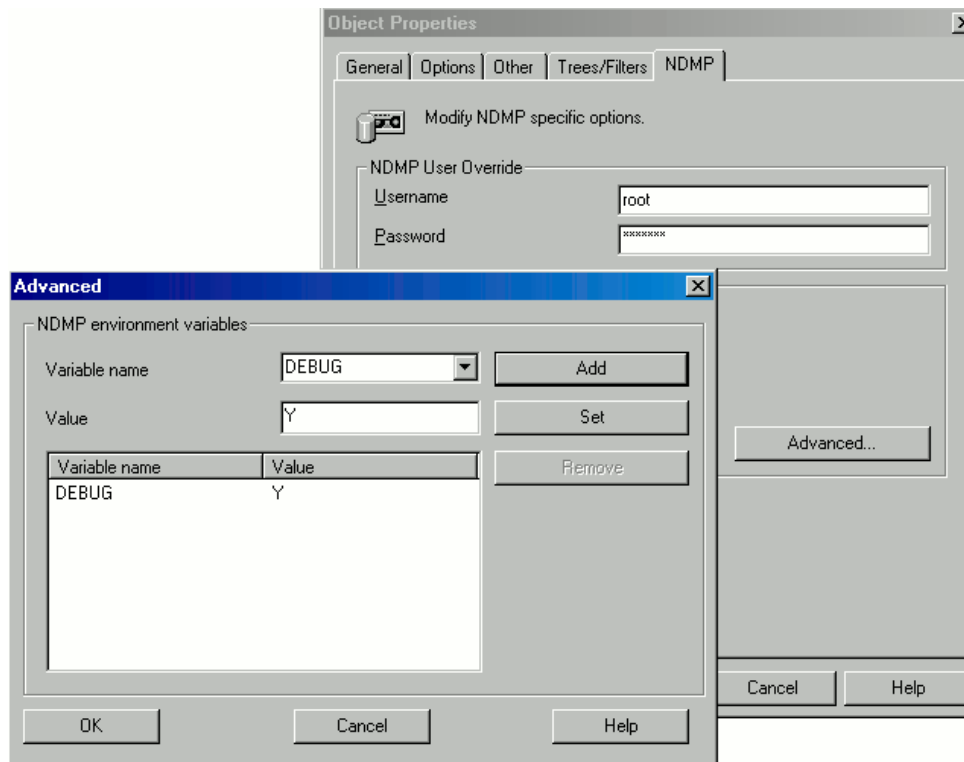 Object Properties
General Options Other Trees/Filters NDMP
Modify NDMP specific options.
NDMP User Override
Username root
Password *******
Advanced...
Cancel Help
Advanced
NDMP environment variables
Variable name DEBUG Add
Value Y Set
Variable name Value Remove
DEBUG Y
OK Cancel Help